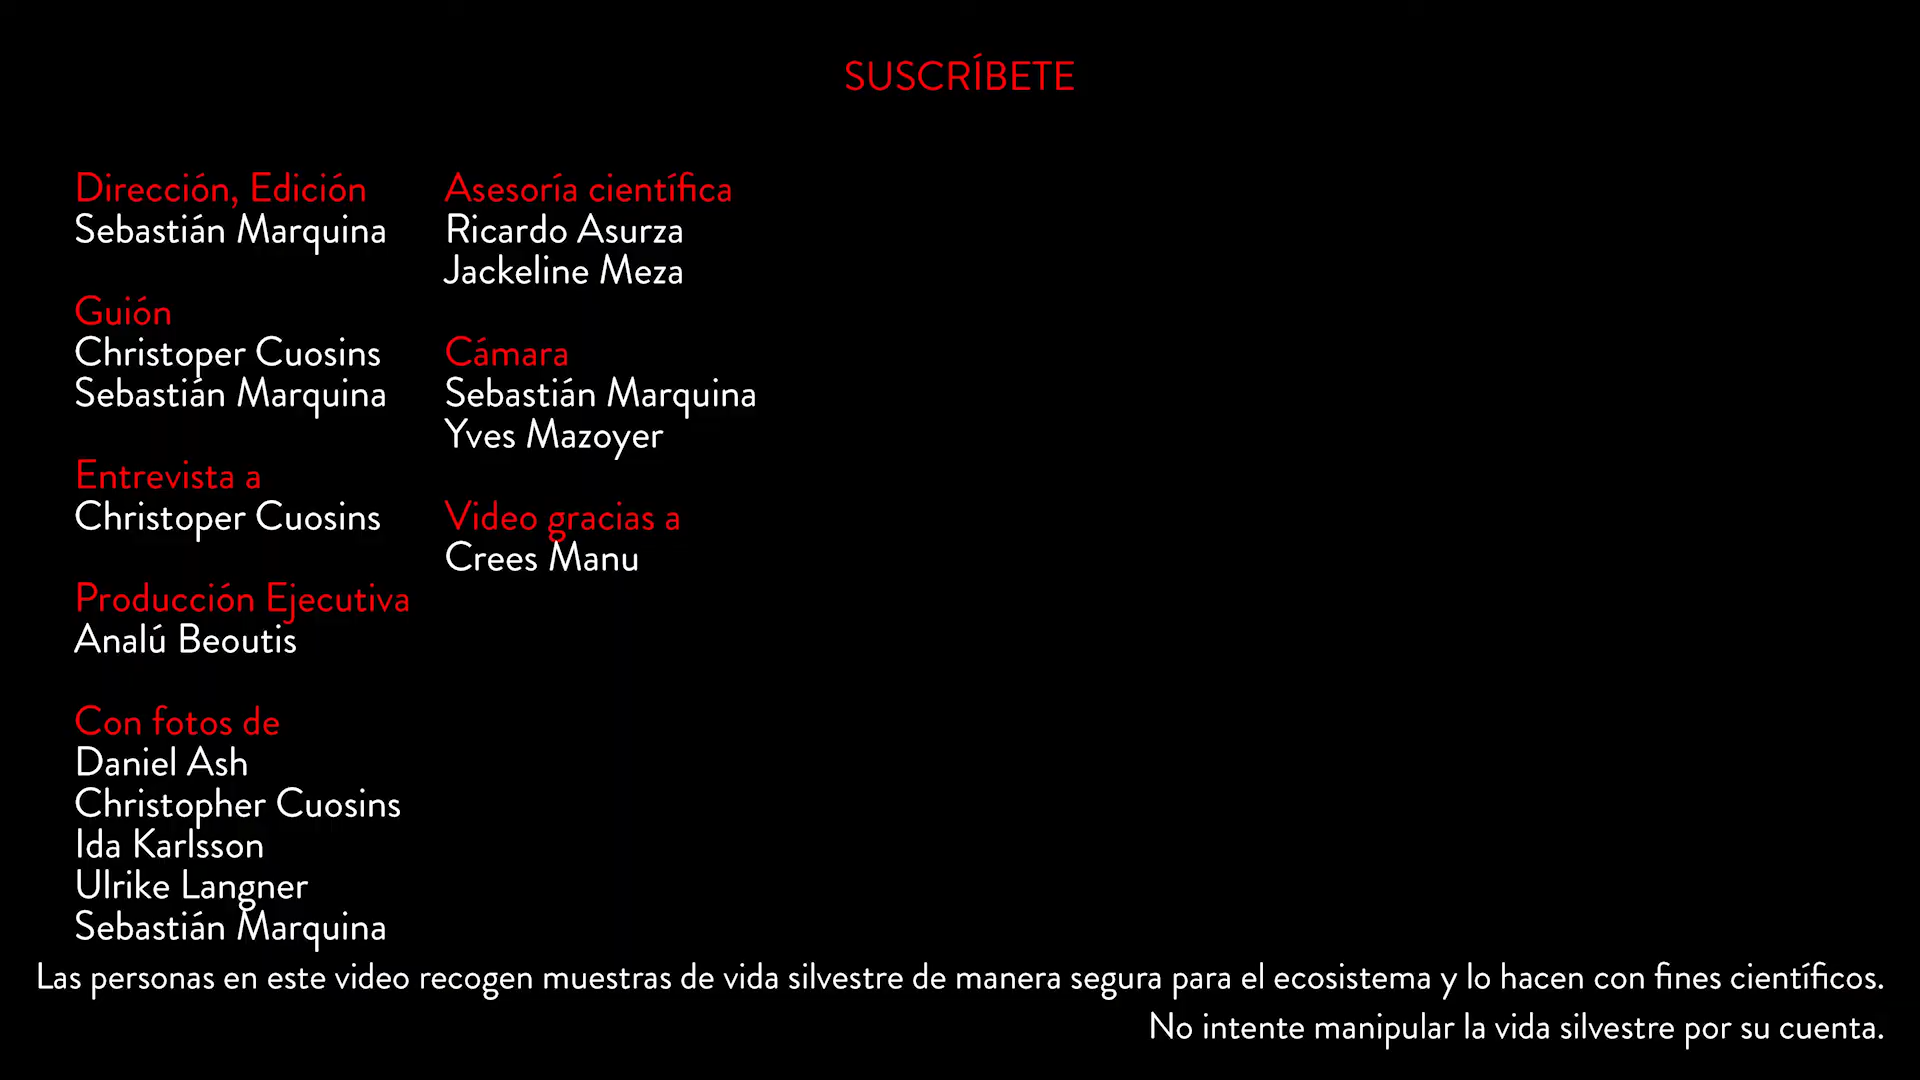 SUSCRÍBETE
Dirección, Edición
Sebastián Marquina
Guión
Christoper Cuosins
Sebastián Marquina
Entrevista a
Christoper Cuosins
Producción Ejecutiva
Analú Beoutis
Con fotos de
Daniel Ash
Christopher Cuosins
Ida Karlsson
Ulrike Langner
Sebastián Marquina
Asesoría científica
Ricardo Asurza
Jackeline Meza
Cámara
Sebastián Marquina
Yves Mazoyer
Video gracias a
Crees Manu
Las personas en este video recogen muestras de vida silvestre de manera segura para el ecosistema y lo hacen con fines científicos.
No intente manipular la vida silvestre por su cuenta.